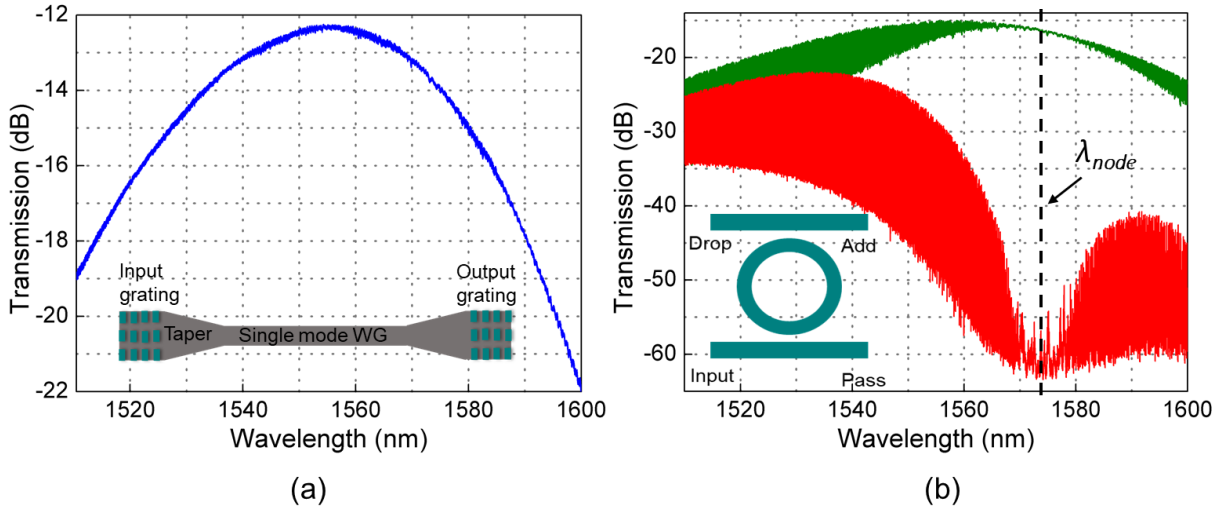 -12
-14
-16
-18
-20
-22
Transmission (dB)
Input
grating
Output
grating
Taper
Single mode WG
1520
1540
1560
1580
1600
Wavelength (nm)
(a)
-20
-30
-40
-50
-60
Transmission (dB)
λnode
Drop
Add
Input
Pass
1520
1540
1560
1580
1600
Wavelength (nm)
(b)